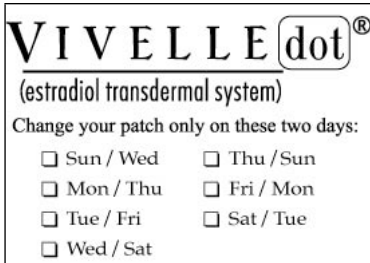 VIVELLE dot®
(estradiol transdermal system)
Change your patch only on these two days:
❏ Sun / Wed ❏ Thu / Sun
❏ Mon / Thu ❏ Fri / Mon
❏ Tue / Fri ❏ Sat / Tue
❏ Wed / Sat